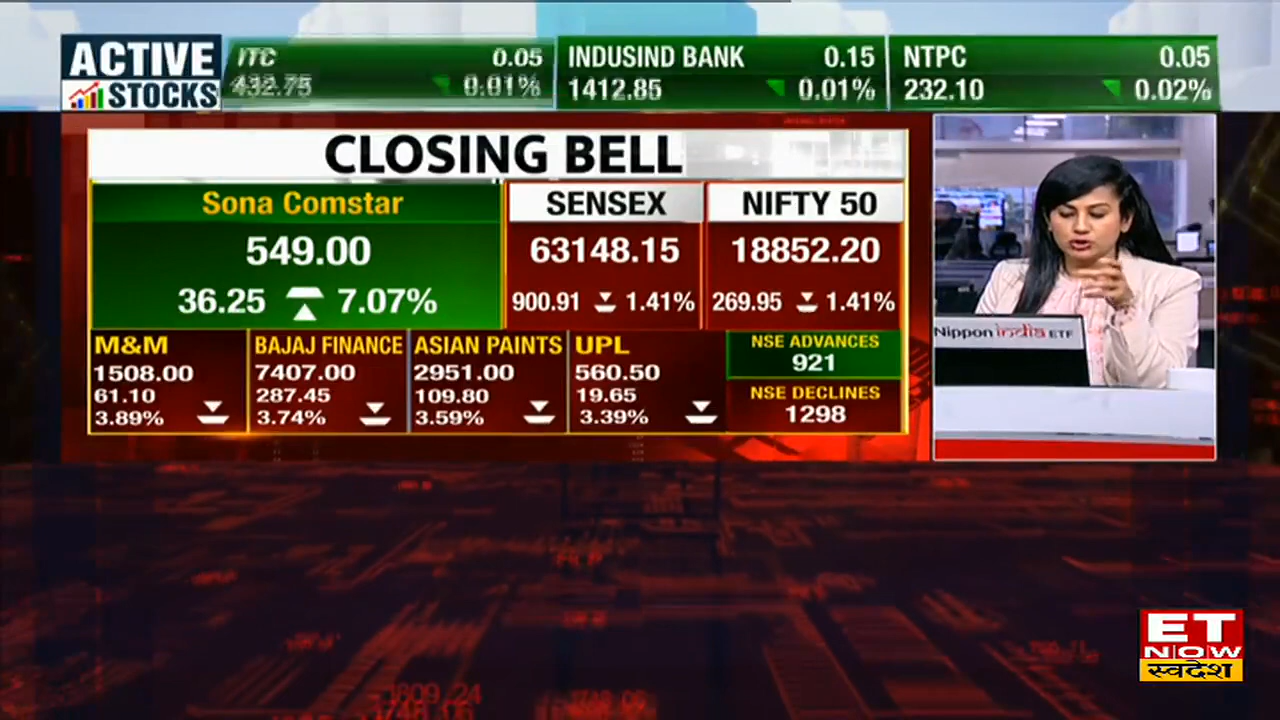 ACTIVE
STOCKS
ITC 0.05
432.75 0.01%
INDUSIND BANK 0.15
1412.85 0.01%
NTPC 0.05
232.10 0.02%
CLOSING BELL
Sona Comstar
549.00
36.25 7.07%
SENSEX
63148.15
900.91 1.41%
NIFTY 50
18852.20
269.95 1.41%
M&M
1508.00
61.10
3.89%
BAJAJ FINANCE
7407.00
287.45
3.74%
ASIAN PAINTS
2951.00
109.80
3.59%
UPL
560.50
19.65
3.39%
NSE ADVANCES
921
NSE DECLINES
1298
Nippon india ETF
ET
NOW
स्वदेश